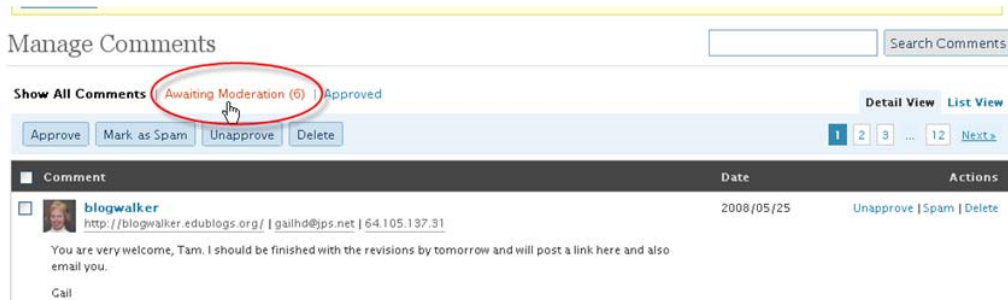 Manage Comments
Search Comments
Show All Comments | Awaiting Moderation (6) | Approved
Detail View List View
Approve Mark as Spam Unapprove Delete
1 2 3 ... 12 Next »
Comment Date Actions
blogwalker 2008/05/25 Unapprove | Spam | Delete
http://blogwalker.edublogs.org/ | gailhd@jps.net | 64.105.137.31
You are very welcome, Tam. I should be finished with the revisions by tomorrow and will post a link here and also
email you.
Gail